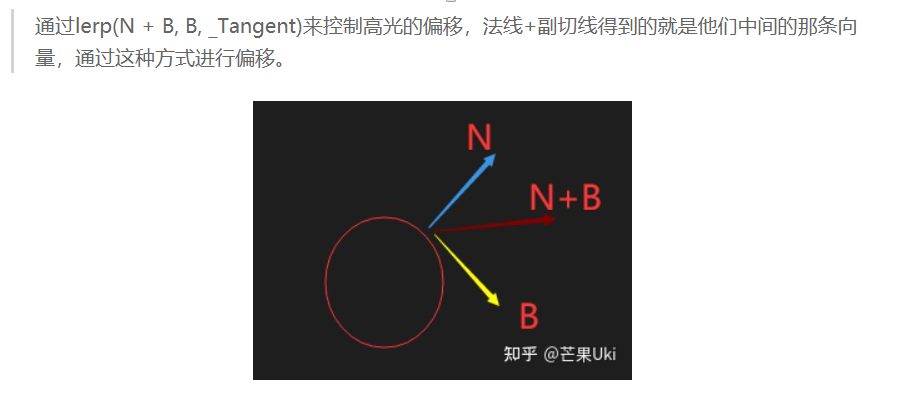 通过lerp(N + B, B, _Tangent)来控制高光的偏移，法线+副切线得到的就是他们中间的那条向
量，通过这种方式进行偏移。
N
N+B
B
知乎 @芒果Uki